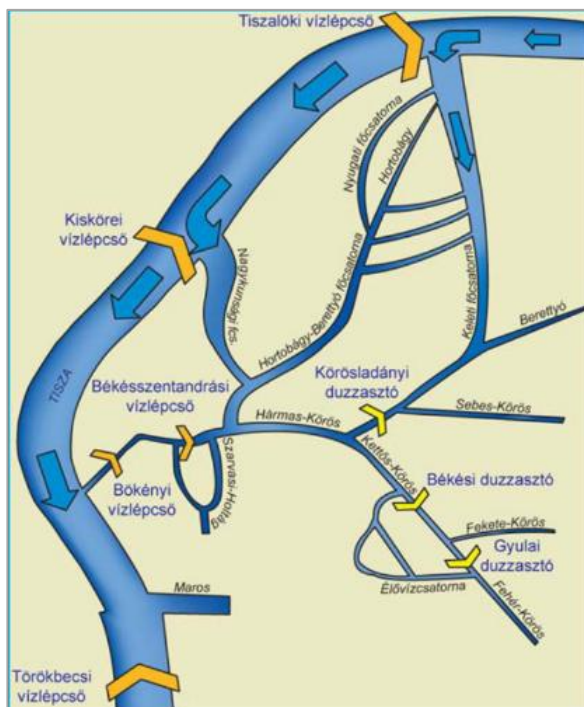 Tiszalöki vízlépcső
Nyugati főcsatorna
Hortobágy
Kiskörei
vízlépcső
Nagykunsági fcs.
Hortobágy-Berettyó főcsatorna
Keleti főcsatorna
Berettyó
TISZA
Békésszentandrási
vízlépcső
Körösladányi
duzzasztó
Hármas-Körös
Sebes-Körös
Szarvasi-Holtág
Kettős-Körös
Bökényi
vízlépcső
Békési duzzasztó
Fekete-Körös
Gyulai
duzzasztó
Élővízcsatorna
Fehér-Körös
Maros
Törökbecsi
vízlépcső